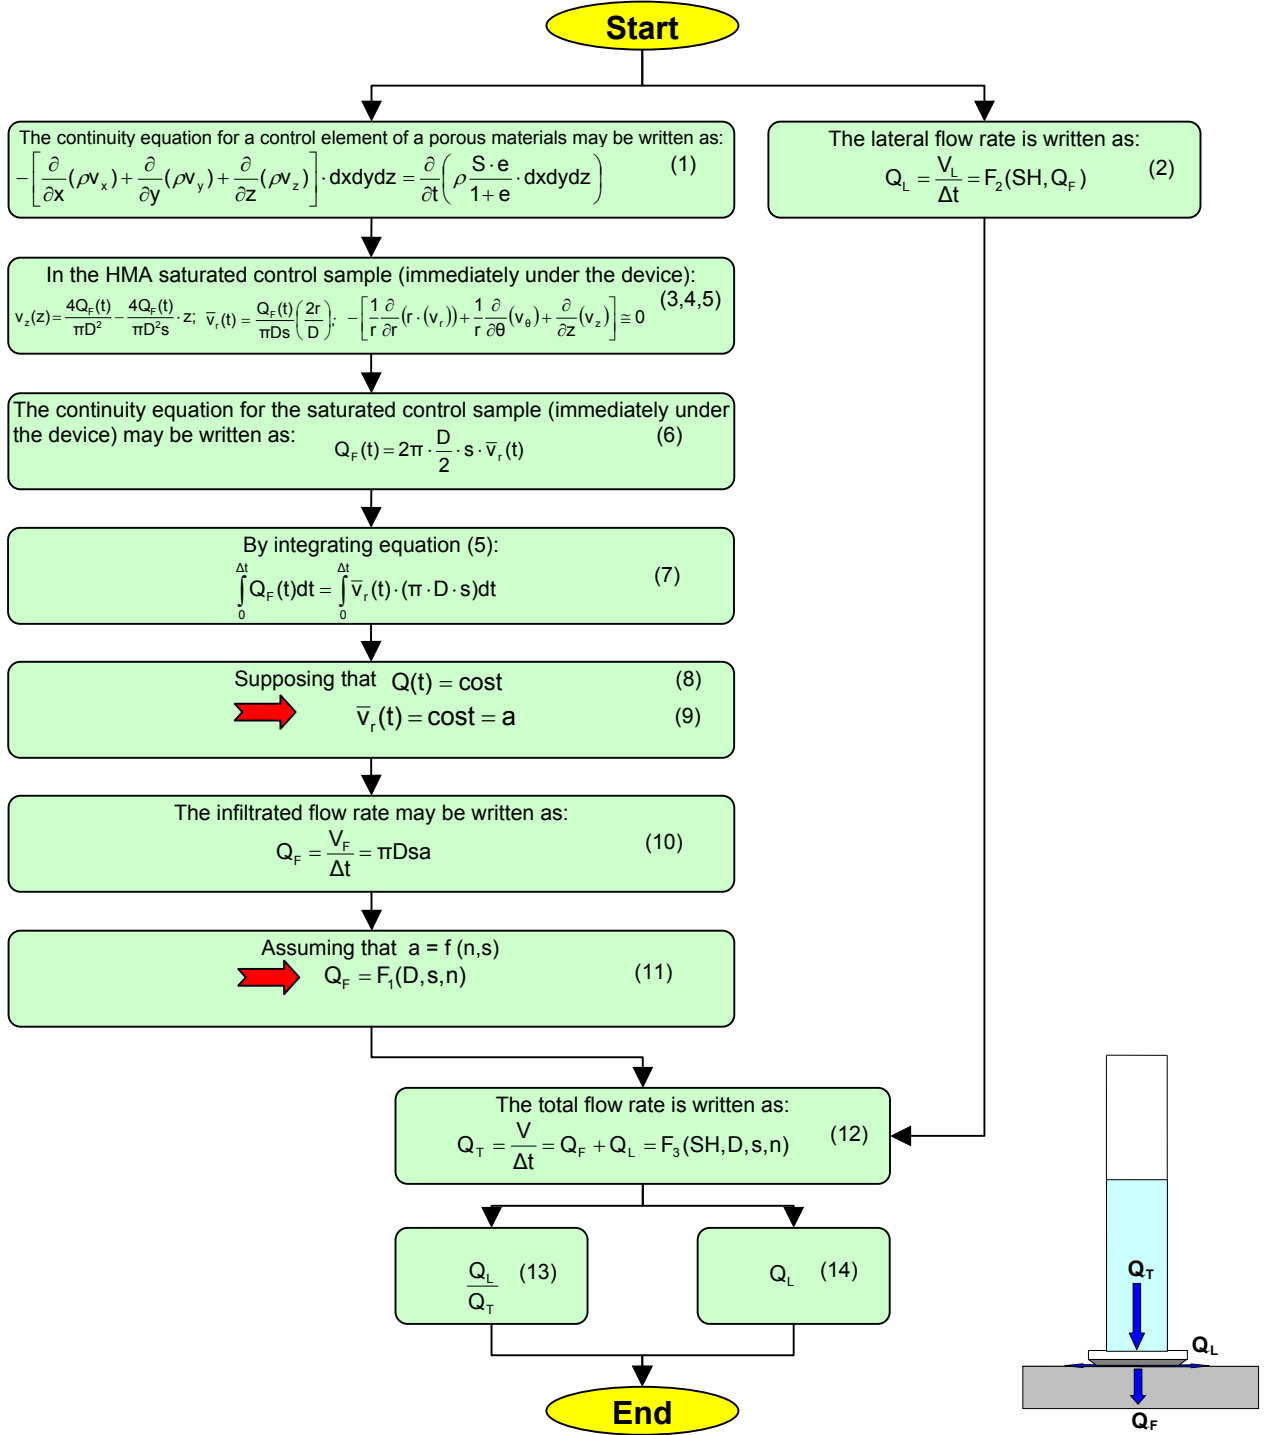 Start
The continuity equation for a control element of a porous materials may be written as:
−[∂/∂x(ρv_x) + ∂/∂y(ρv_y) + ∂/∂z(ρv_z)] · dxdydz = ∂/∂t(ρ S·e/1+e · dxdydz) (1)
The lateral flow rate is written as:
Q_L = V_L/Δt = F_2(SH, Q_F) (2)
In the HMA saturated control sample (immediately under the device):
v_z(z) = 4Q_F(t)/πD² − 4Q_F(t)/πD²s · z; v̄_r(t) = Q_F(t)/πDs (2r/D); −[1/r ∂/∂r(r·(v_r)) + 1/r ∂/∂θ(v_θ) + ∂/∂z(v_z)] ≅ 0 (3,4,5)
The continuity equation for the saturated control sample (immediately under
the device) may be written as: Q_F(t) = 2π · D/2 · s · v̄_r(t) (6)
By integrating equation (5):
∫_0^Δt Q_F(t)dt = ∫_0^Δt v̄_r(t)·(π·D·s)dt (7)
Supposing that Q(t) = cost (8)
v̄_r(t) = cost = a (9)
The infiltrated flow rate may be written as:
Q_F = V_F/Δt = πDsa (10)
Assuming that a = f (n,s)
Q_F = F_1(D,s,n) (11)
The total flow rate is written as:
Q_T = V/Δt = Q_F + Q_L = F_3(SH,D,s,n) (12)
Q_L/Q_T (13)
Q_L (14)
End
Q_T
Q_L
Q_F